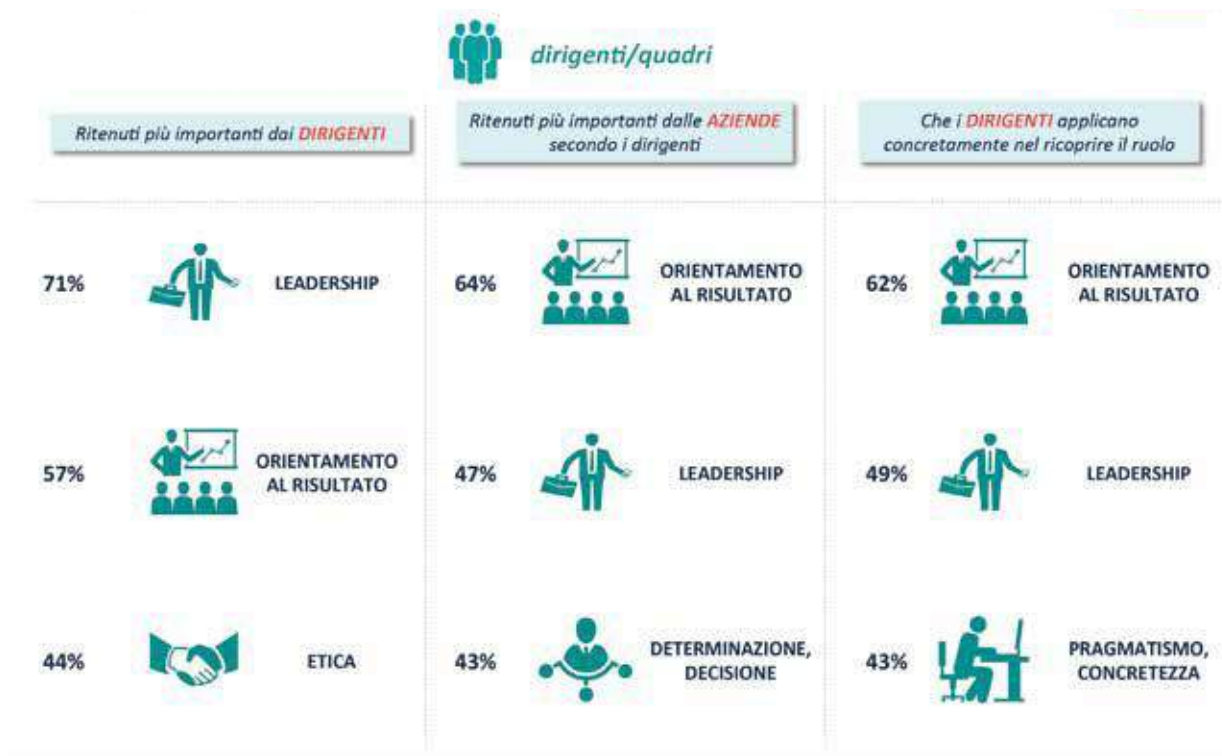 dirigenti/quadri
Ritenuti più importanti dai DIRIGENTI
Ritenuti più importanti dalle AZIENDE
secondo i dirigenti
Che i DIRIGENTI applicano
concretamente nel ricoprire il ruolo
71%
LEADERSHIP
64%
ORIENTAMENTO
AL RISULTATO
62%
ORIENTAMENTO
AL RISULTATO
57%
ORIENTAMENTO
AL RISULTATO
47%
LEADERSHIP
49%
LEADERSHIP
44%
ETICA
43%
DETERMINAZIONE,
DECISIONE
43%
PRAGMATISMO,
CONCRETEZZA